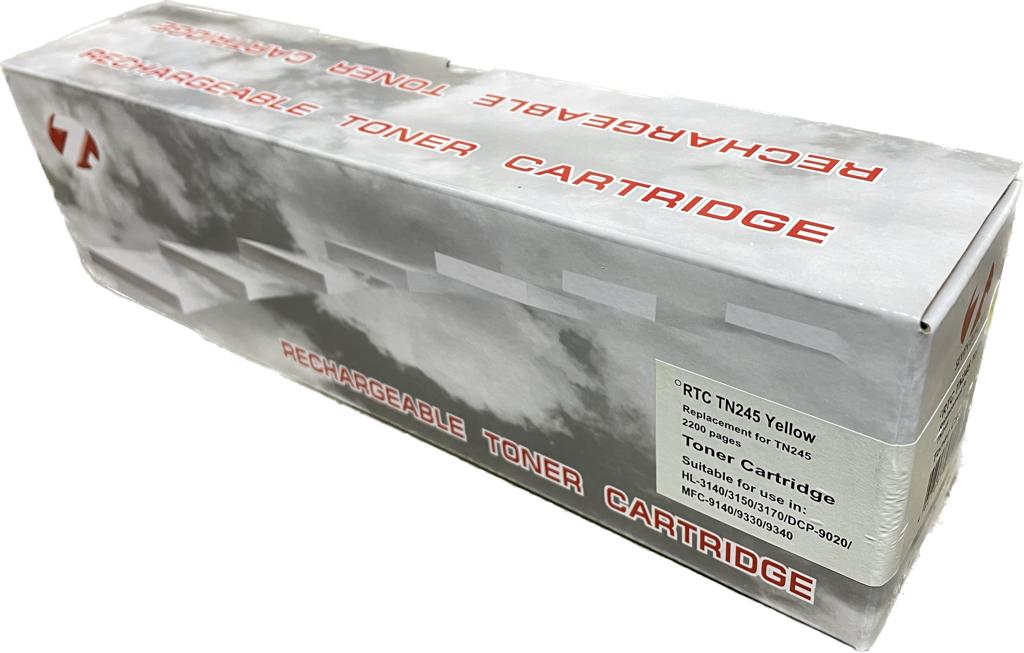 RECHARGEABLE TONER CARTRIDGE
RECHARGEABLE TONER CARTRIDGE
7
RECHARGEABLE TONER CARTRIDGE
°RTC TN245 Yellow
Replacement for TN245
2200 pages
Toner Cartridge
Suitable for use in:
HL-3140/3150/3170/DCP-9020/
MFC-9140/9330/9340